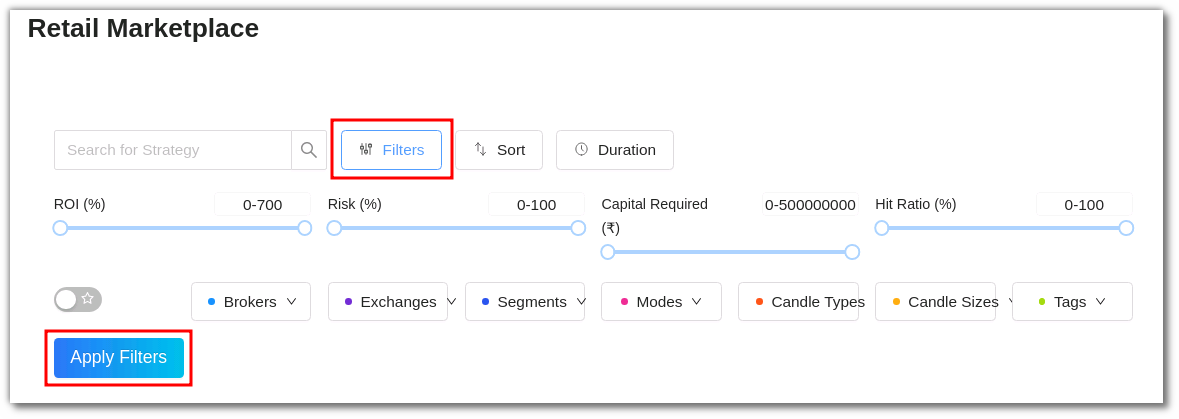 Retail Marketplace
Search for Strategy Filters Sort Duration
ROI (%) 0-700 Risk (%) 0-100 Capital Required (₹) 0-500000000 Hit Ratio (%) 0-100
Brokers Exchanges Segments Modes Candle Types Candle Sizes Tags
Apply Filters